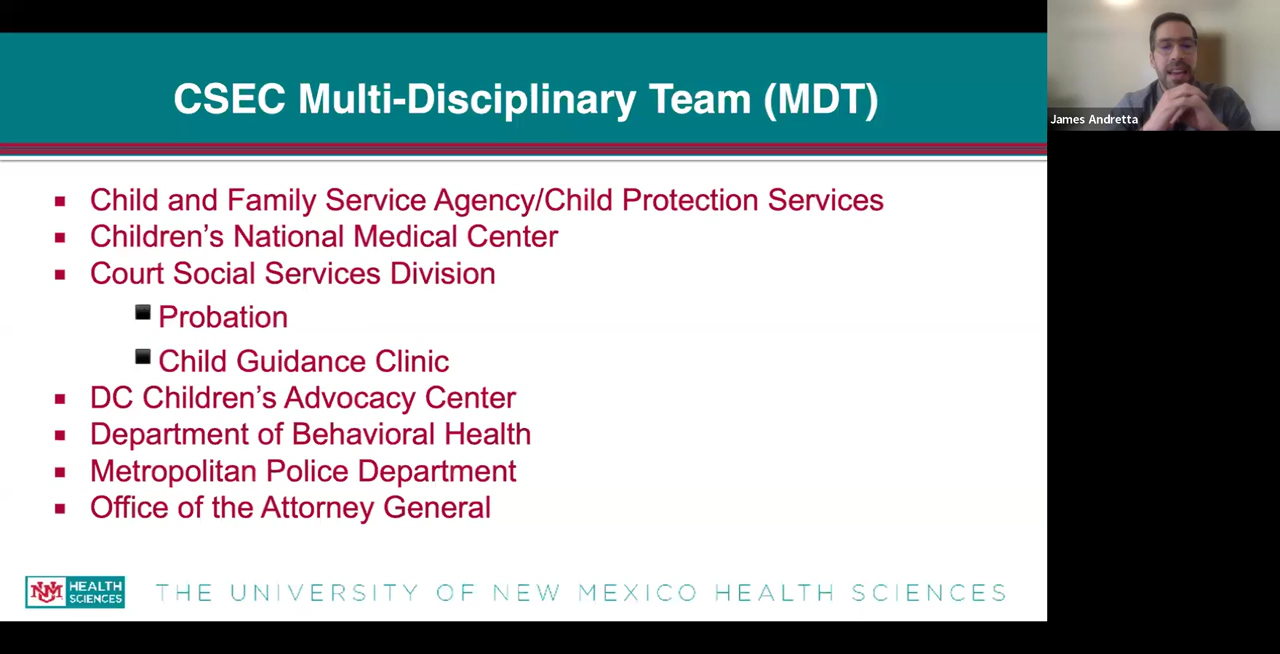 CSEC Multi-Disciplinary Team (MDT)
James Andretta
Child and Family Service Agency/Child Protection Services
Children’s National Medical Center
Court Social Services Division
Probation
Child Guidance Clinic
DC Children’s Advocacy Center
Department of Behavioral Health
Metropolitan Police Department
Office of the Attorney General
UNM HEALTH SCIENCES
THE UNIVERSITY OF NEW MEXICO HEALTH SCIENCES